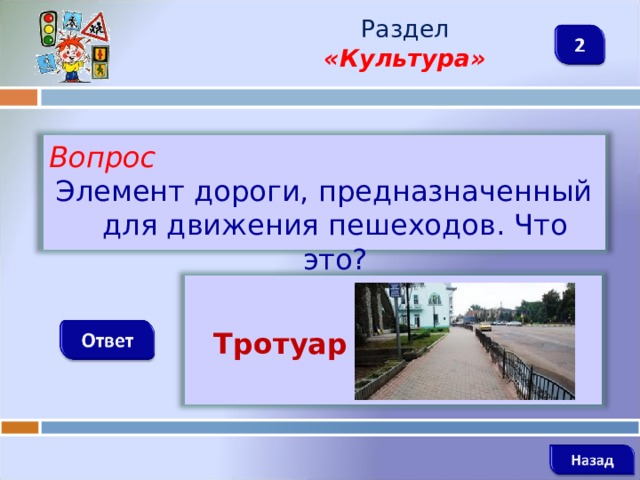 Раздел
«Культура»
2
Вопрос
Элемент дороги, предназначенный
для движения пешеходов. Что
это?
Ответ
Тротуар
Назад